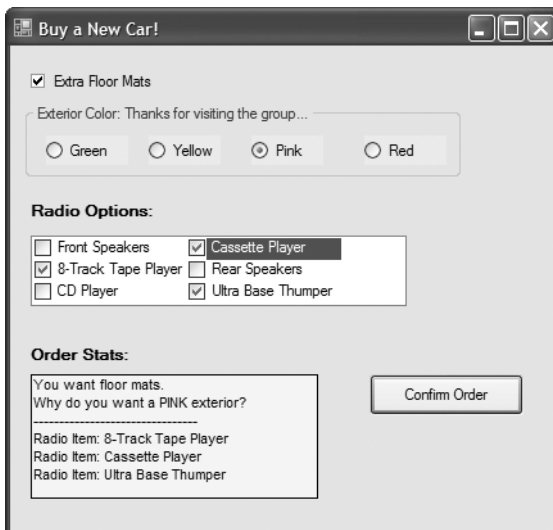 Buy a New Car!
Extra Floor Mats
Exterior Color: Thanks for visiting the group...
Green Yellow Pink Red
Radio Options:
Front Speakers Cassette Player
8-Track Tape Player Rear Speakers
CD Player Ultra Base Thumper
Order Stats:
You want floor mats.
Why do you want a PINK exterior?
--------------------------------
Radio Item: 8-Track Tape Player
Radio Item: Cassette Player
Radio Item: Ultra Base Thumper
Confirm Order